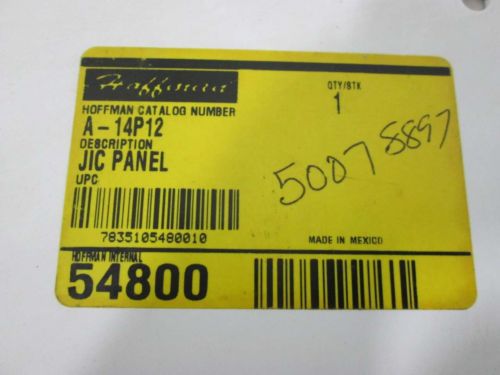 Hoffman
HOFFMAN CATALOG NUMBER
A-14P12
DESCRIPTION
JIC PANEL
UPC
7835105480010
HOFFMAN INTERNAL
54800
QTY/STK
1
50078897
MADE IN MEXICO